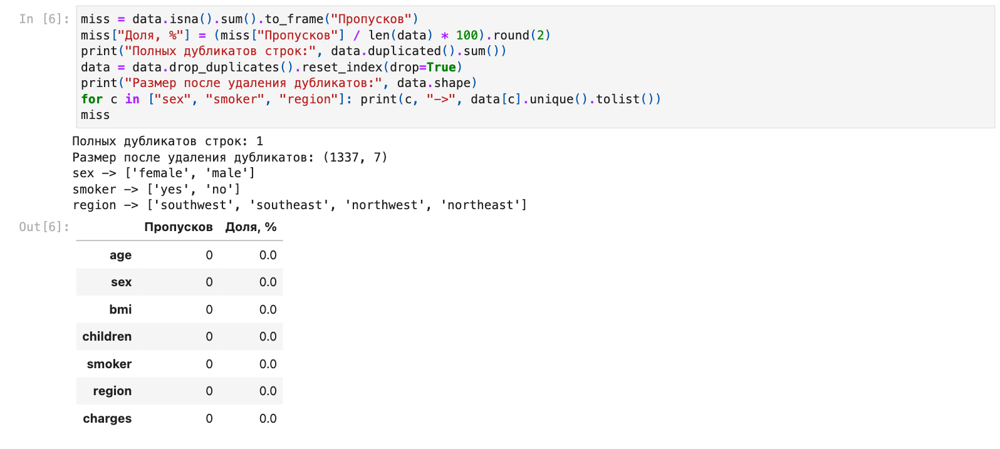 In [6]: miss = data.isna().sum().to_frame("Пропусков")
miss["Доля, %"] = (miss["Пропусков"] / len(data) * 100).round(2)
print("Полных дубликатов строк:", data.duplicated().sum())
data = data.drop_duplicates().reset_index(drop=True)
print("Размер после удаления дубликатов:", data.shape)
for c in ["sex", "smoker", "region"]: print(c, "->", data[c].unique().tolist())
miss
Полных дубликатов строк: 1
Размер после удаления дубликатов: (1337, 7)
sex -> ['female', 'male']
smoker -> ['yes', 'no']
region -> ['southwest', 'southeast', 'northwest', 'northeast']
Out[6]: Пропусков Доля, %
age 0 0.0
sex 0 0.0
bmi 0 0.0
children 0 0.0
smoker 0 0.0
region 0 0.0
charges 0 0.0